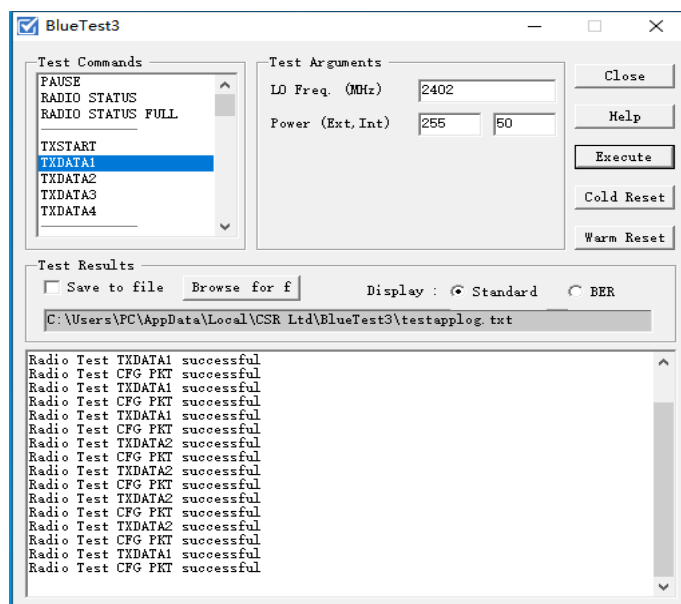 BlueTest3
Test Commands
PAUSE
RADIO STATUS
RADIO STATUS FULL
TXSTART
TXDATA1
TXDATA2
TXDATA3
TXDATA4
Test Arguments
LO Freq. (MHz) 2402
Power (Ext, Int) 255 50
Close
Help
Execute
Cold Reset
Warm Reset
Test Results
Save to file Browse for f Display : Standard BER
C:\Users\PC\AppData\Local\CSR Ltd\BlueTest3\testapplog.txt
Radio Test TXDATA1 successful
Radio Test CFG PKT successful
Radio Test TXDATA1 successful
Radio Test CFG PKT successful
Radio Test TXDATA1 successful
Radio Test CFG PKT successful
Radio Test TXDATA2 successful
Radio Test CFG PKT successful
Radio Test TXDATA2 successful
Radio Test CFG PKT successful
Radio Test TXDATA2 successful
Radio Test CFG PKT successful
Radio Test TXDATA2 successful
Radio Test CFG PKT successful
Radio Test TXDATA1 successful
Radio Test CFG PKT successful